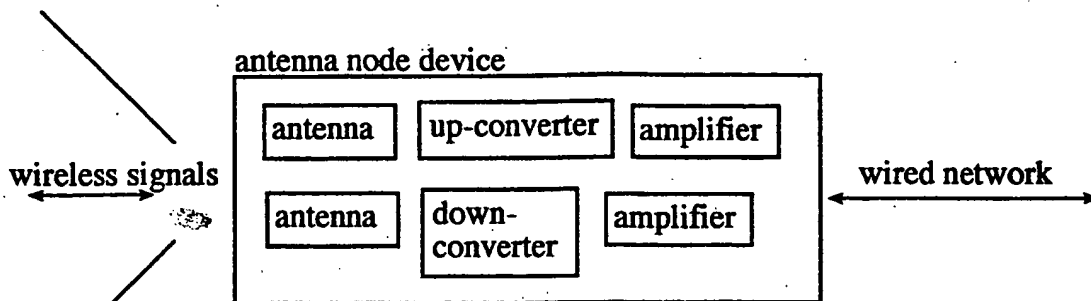 antenna node device
antenna
up-converter
amplifier
wireless signals
wired network
antenna
down-
converter
amplifier